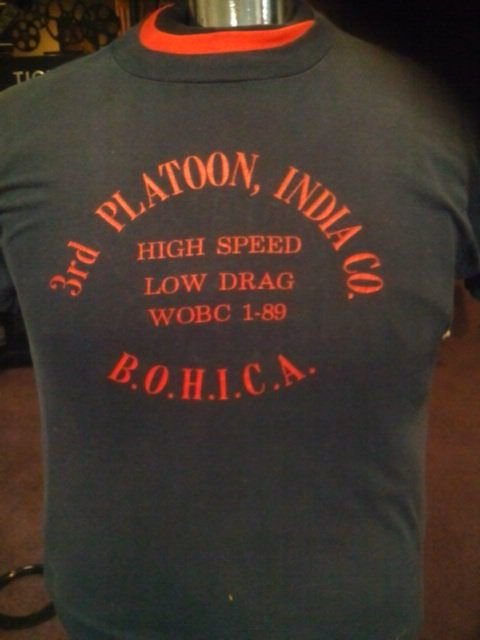 3rd PLATOON, INDIA CO.
HIGH SPEED
LOW DRAG
WOBC 1-89
B.O.H.I.C.A.